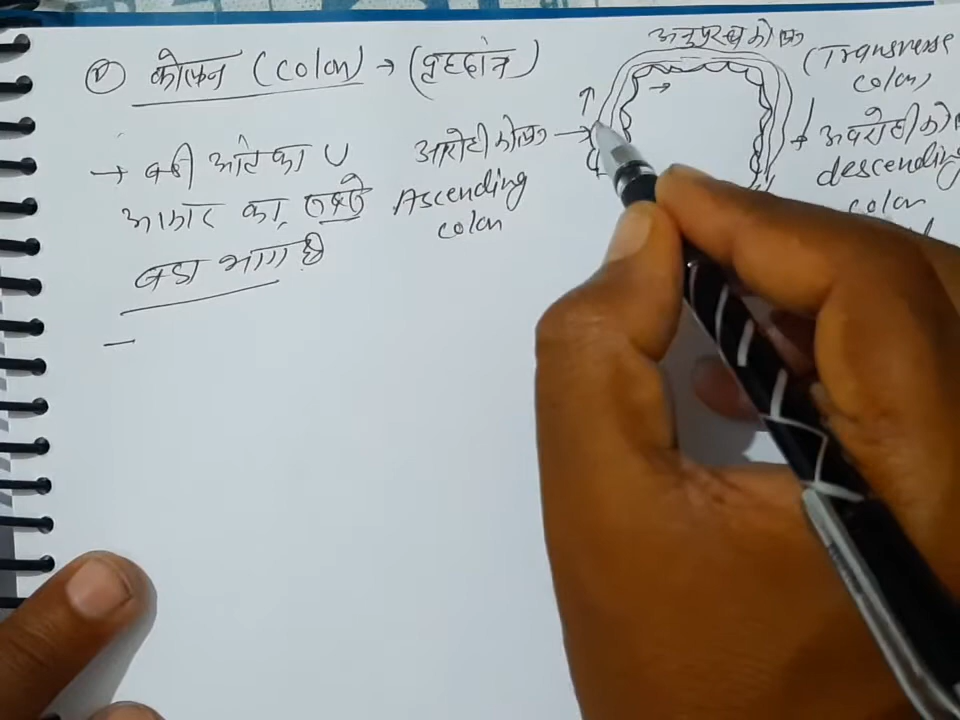 कोलन (Colon) → (वृहदांत्र)
→ बडी आंत का U
आकार का, सबसे
बडा भाग है
आरोही कोलन →
Ascending
colon
अनुप्रस्थ कोलन
(Transverse
colon)
अवरोही को
descending
colon